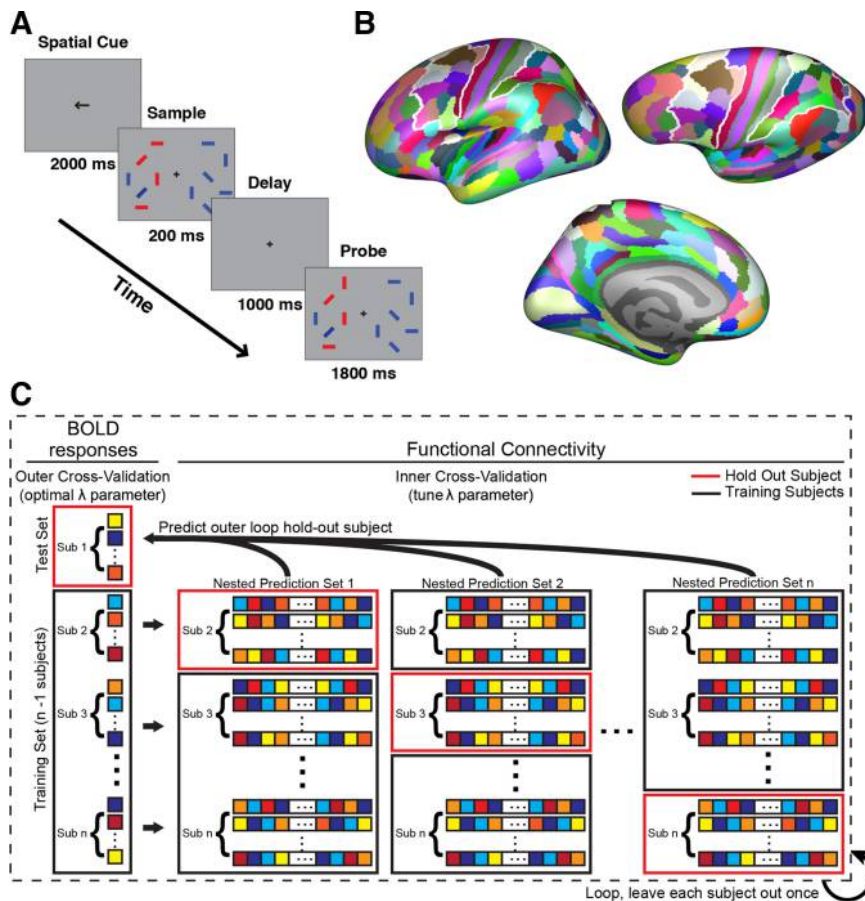 A
Spatial Cue
2000 ms
Sample
200 ms
Delay
1000 ms
Probe
1800 ms
Time
B
C
BOLD
responses
Functional Connectivity
Outer Cross-Validation
(optimal λ parameter)
Inner Cross-Validation
(tune λ parameter)
Hold Out Subject
Training Subjects
Test Set
Sub 1
Predict outer loop hold-out subject
Training Set (n -1 subjects)
Sub 2
Sub 3
Sub n
Nested Prediction Set 1
Sub 2
Sub 3
Sub n
Nested Prediction Set 2
Sub 2
Sub 3
Sub n
Nested Prediction Set n
Sub 2
Sub 3
Sub n
Loop, leave each subject out once